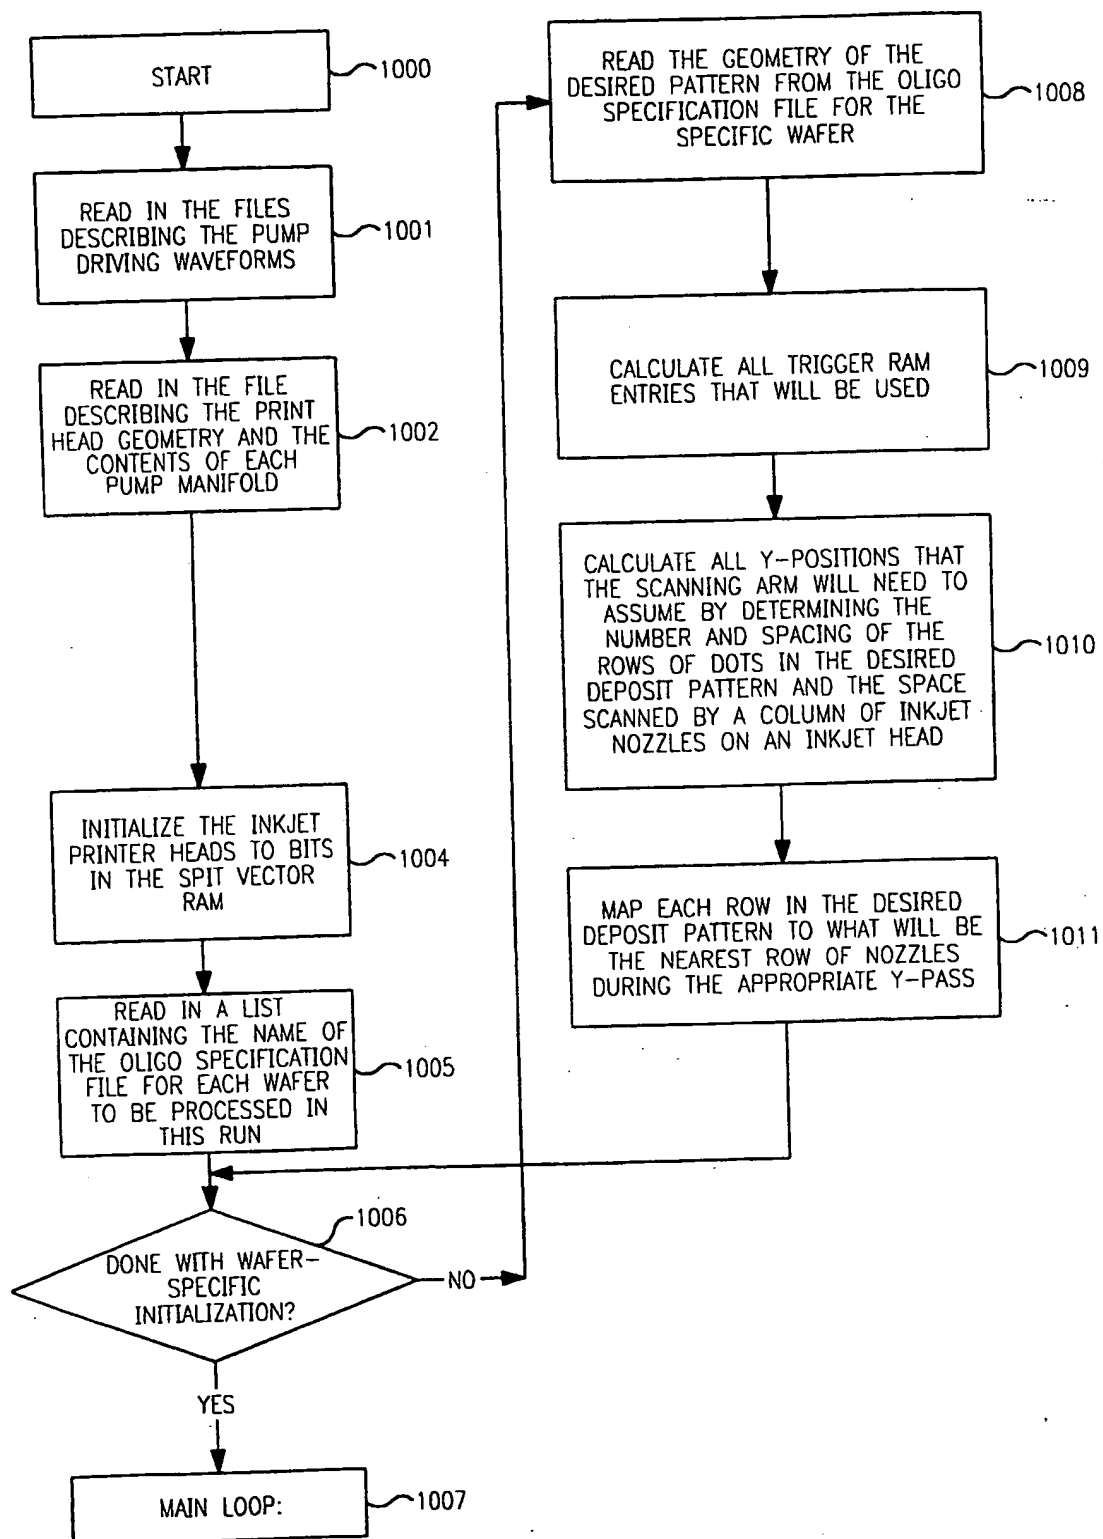 START
1000
READ IN THE FILES
DESCRIBING THE PUMP
DRIVING WAVEFORMS
1001
READ IN THE FILE
DESCRIBING THE PRINT
HEAD GEOMETRY AND THE
CONTENTS OF EACH
PUMP MANIFOLD
1002
INITIALIZE THE INKJET
PRINTER HEADS TO BITS
IN THE SPIT VECTOR
RAM
1004
READ IN A LIST
CONTAINING THE NAME OF
THE OLIGO SPECIFICATION
FILE FOR EACH WAFER
TO BE PROCESSED IN
THIS RUN
1005
1006
DONE WITH WAFER-
SPECIFIC
INITIALIZATION?
NO
YES
MAIN LOOP:
1007
READ THE GEOMETRY OF THE
DESIRED PATTERN FROM THE OLIGO
SPECIFICATION FILE FOR THE
SPECIFIC WAFER
1008
CALCULATE ALL TRIGGER RAM
ENTRIES THAT WILL BE USED
1009
CALCULATE ALL Y-POSITIONS THAT
THE SCANNING ARM WILL NEED TO
ASSUME BY DETERMINING THE
NUMBER AND SPACING OF THE
ROWS OF DOTS IN THE DESIRED
DEPOSIT PATTERN AND THE SPACE
SCANNED BY A COLUMN OF INKJET
NOZZLES ON AN INKJET HEAD
1010
MAP EACH ROW IN THE DESIRED
DEPOSIT PATTERN TO WHAT WILL BE
THE NEAREST ROW OF NOZZLES
DURING THE APPROPRIATE Y-PASS
1011